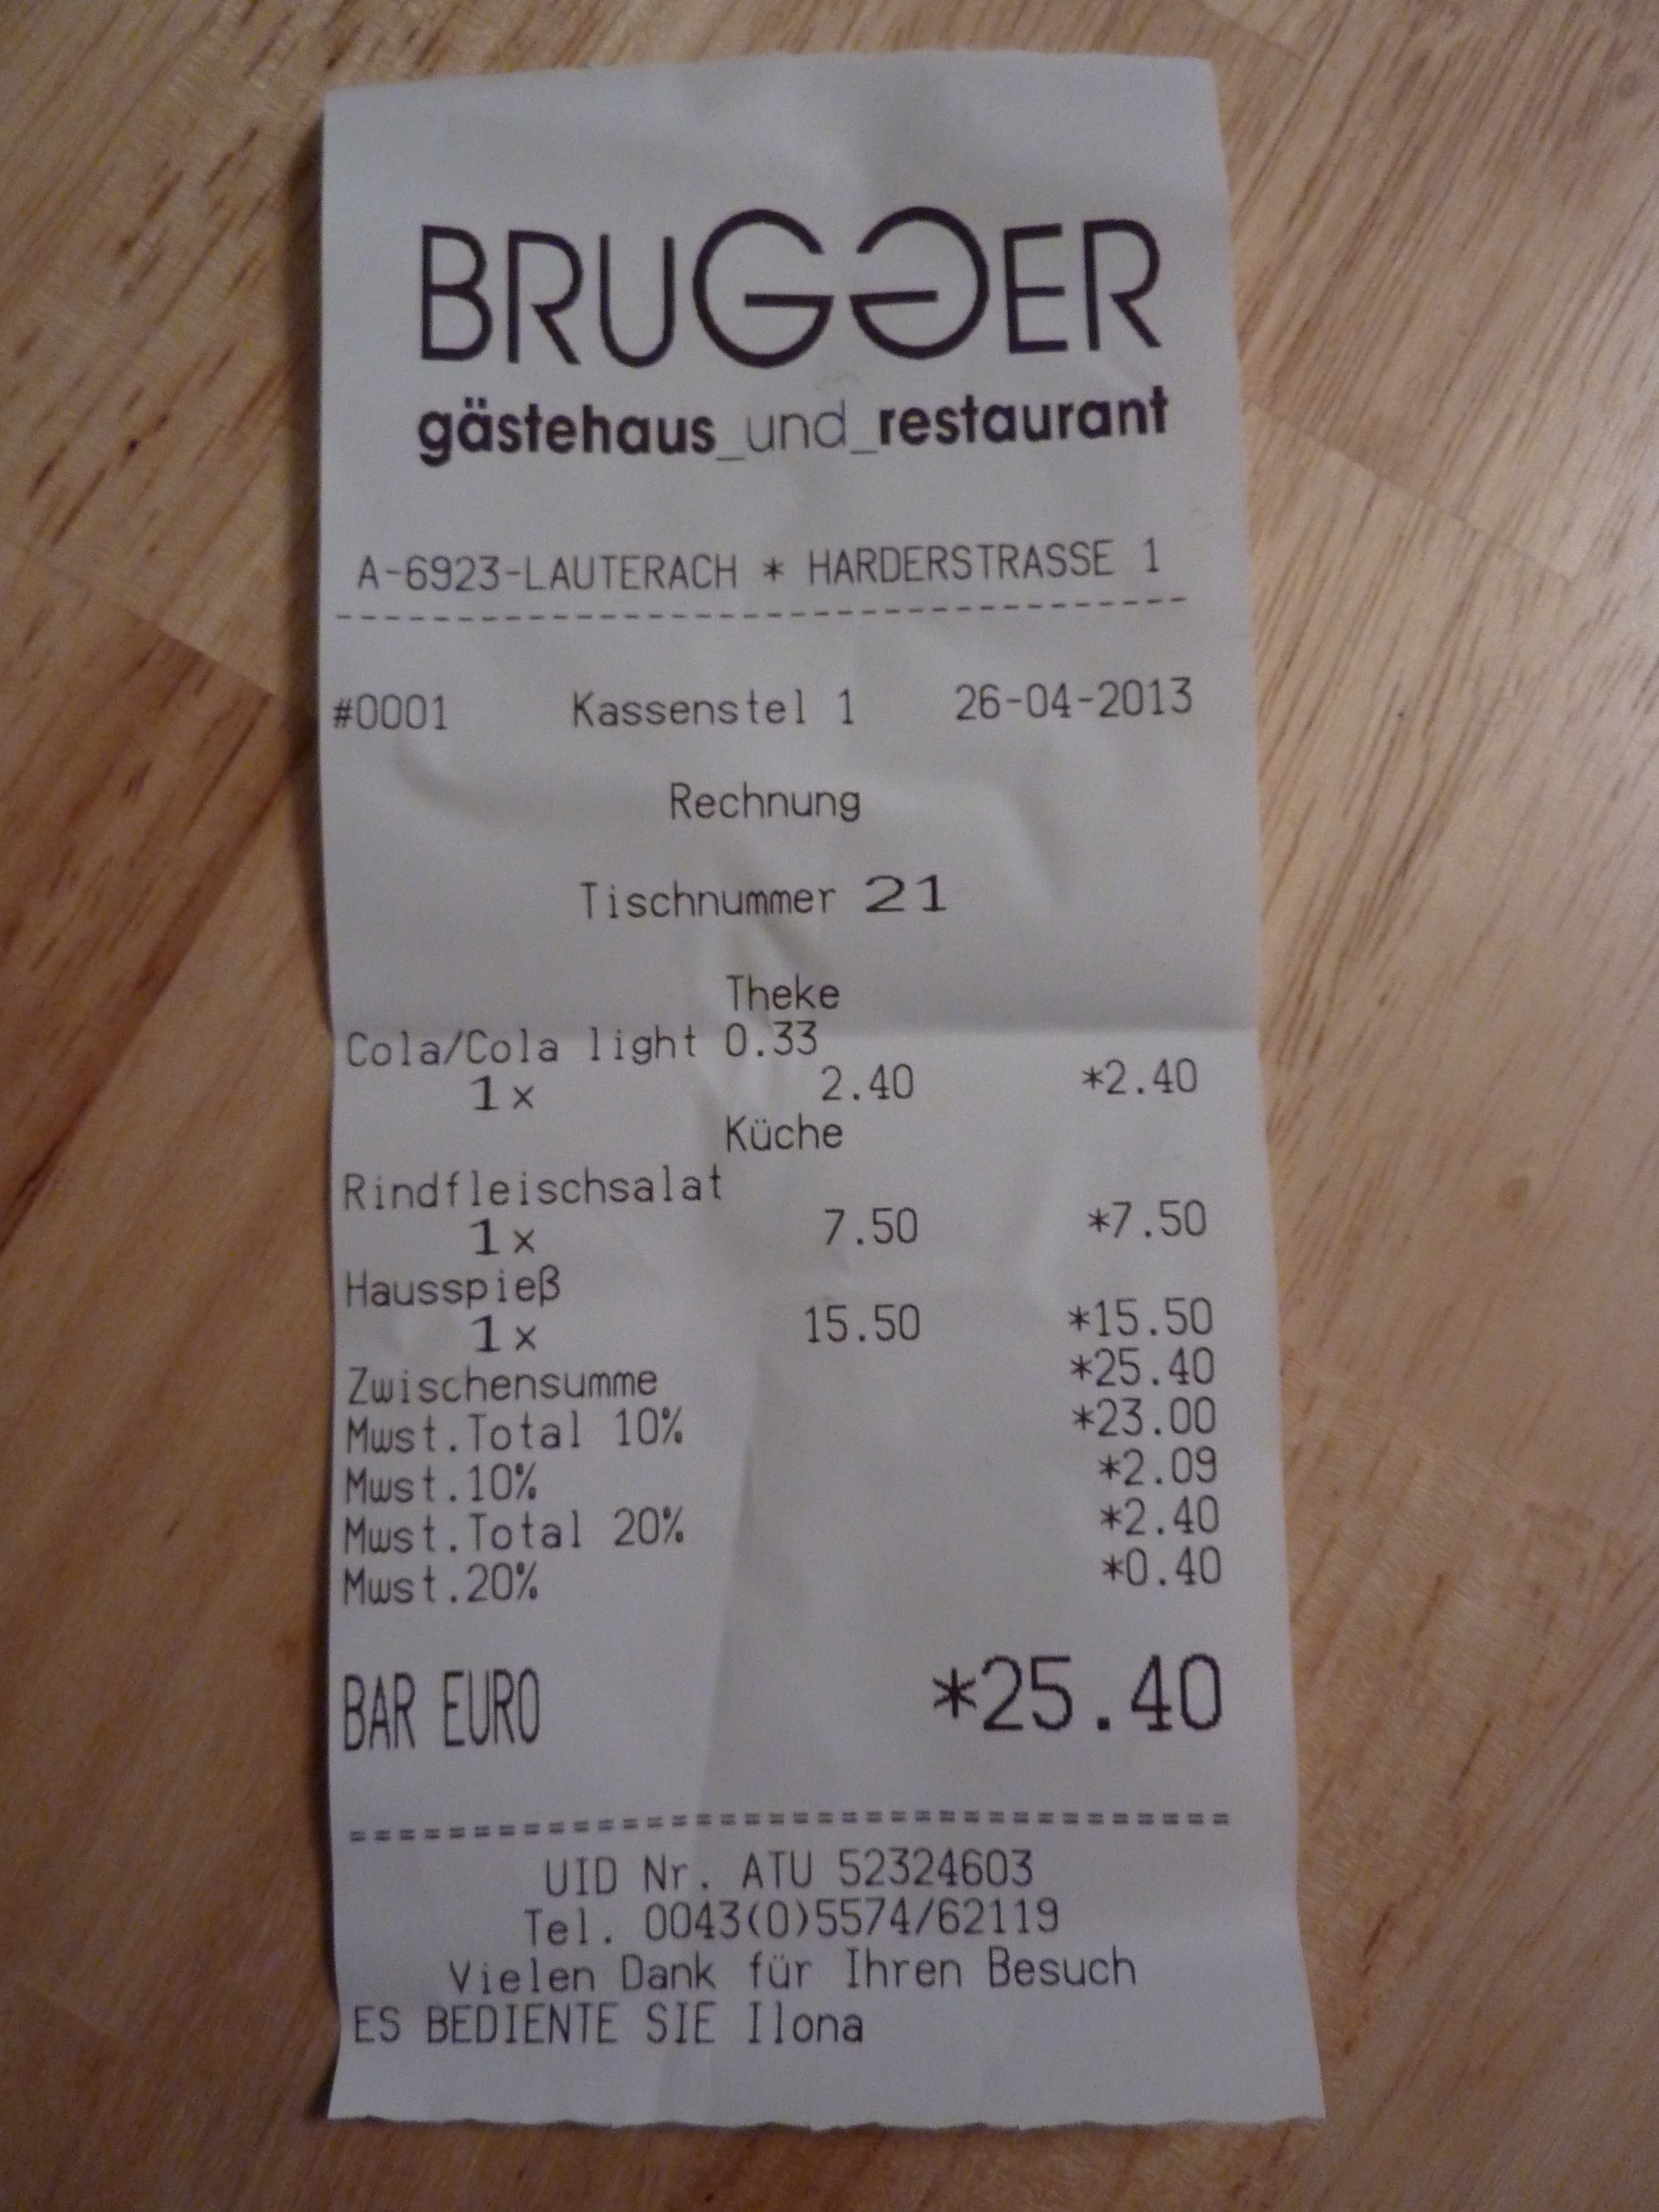 BRUGGER
gästehaus_und_restaurant
A-6923-LAUTERACH * HARDERSTRASSE 1
----------------------------------
#0001 Kassenstel 1 26-04-2013
Rechnung
Tischnummer 21
Theke
Cola/Cola light 0.33
1x 2.40 *2.40
Küche
Rindfleischsalat
1x 7.50 *7.50
Hausspieß
1x 15.50 *15.50
Zwischensumme *25.40
Mwst.Total 10% *23.00
Mwst.10% *2.09
Mwst.Total 20% *2.40
Mwst.20% *0.40
BAR EURO *25.40
===================================
UID Nr. ATU 52324603
Tel. 0043(0)5574/62119
Vielen Dank für Ihren Besuch
ES BEDIENTE SIE Ilona